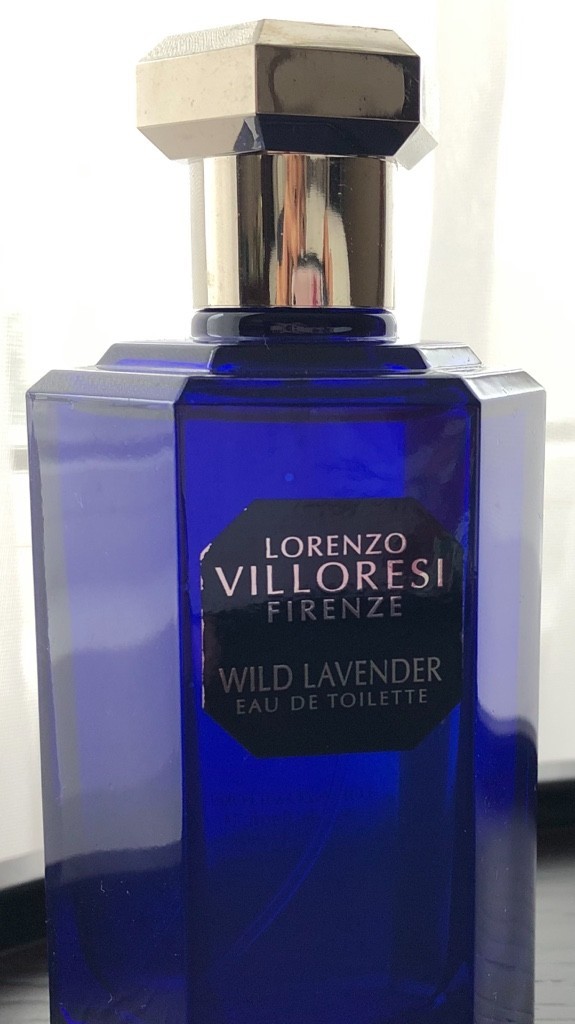 LORENZO
VILLORESI
FIRENZE
WILD LAVENDER
EAU DE TOILETTE